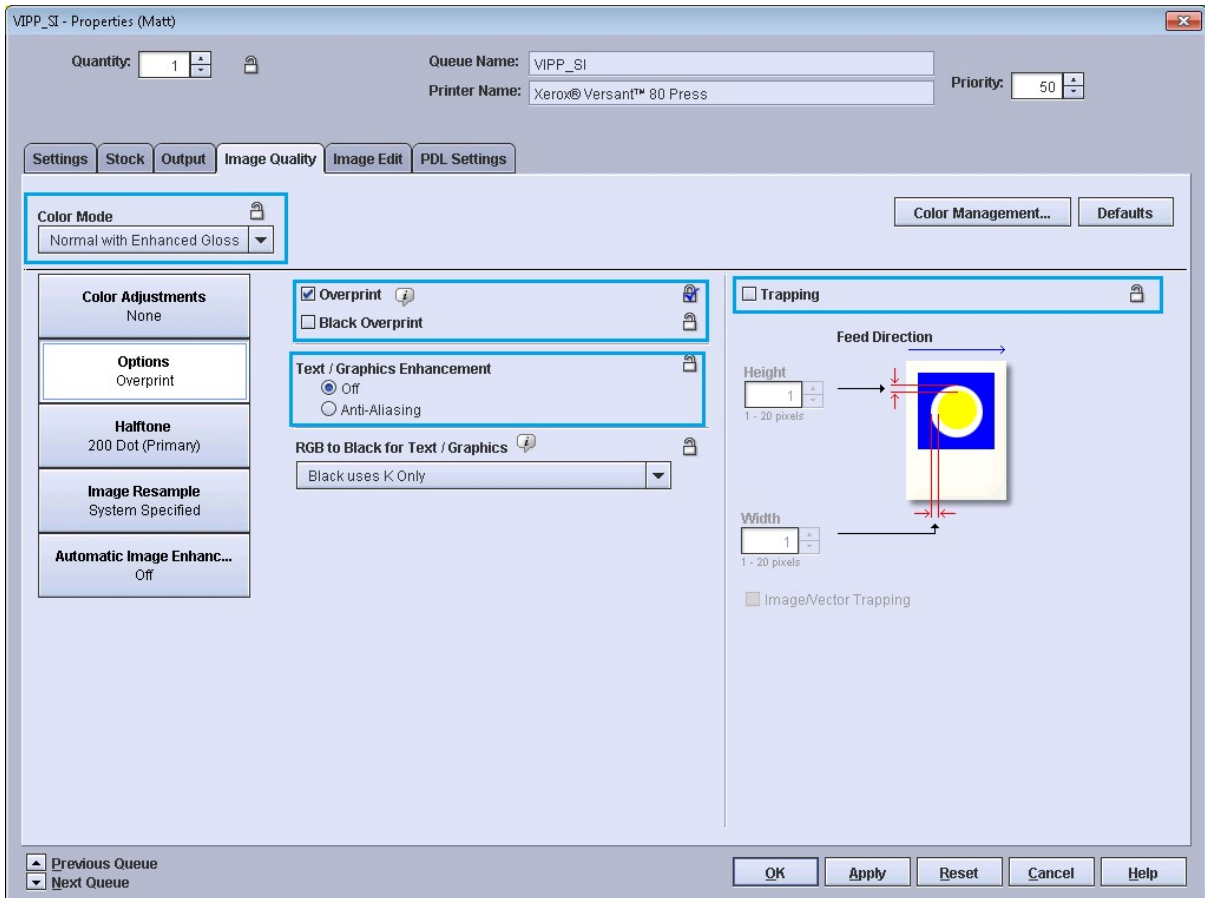 VIPP_SI - Properties (Matt)
Quantity: 1
Queue Name: VIPP_SI
Printer Name: Xerox® Versant™ 80 Press
Priority: 50
Settings Stock Output Image Quality Image Edit PDL Settings
Color Mode
Normal with Enhanced Gloss
Color Management... Defaults
Color Adjustments
None
Options
Overprint
Halftone
200 Dot (Primary)
Image Resample
System Specified
Automatic Image Enhanc...
Off
Overprint
Black Overprint
Text / Graphics Enhancement
Off
Anti-Aliasing
RGB to Black for Text / Graphics
Black uses K Only
Trapping
Feed Direction
Height
1
1 - 20 pixels
Width
1
1 - 20 pixels
Image/Vector Trapping
Previous Queue
Next Queue
OK Apply Reset Cancel Help